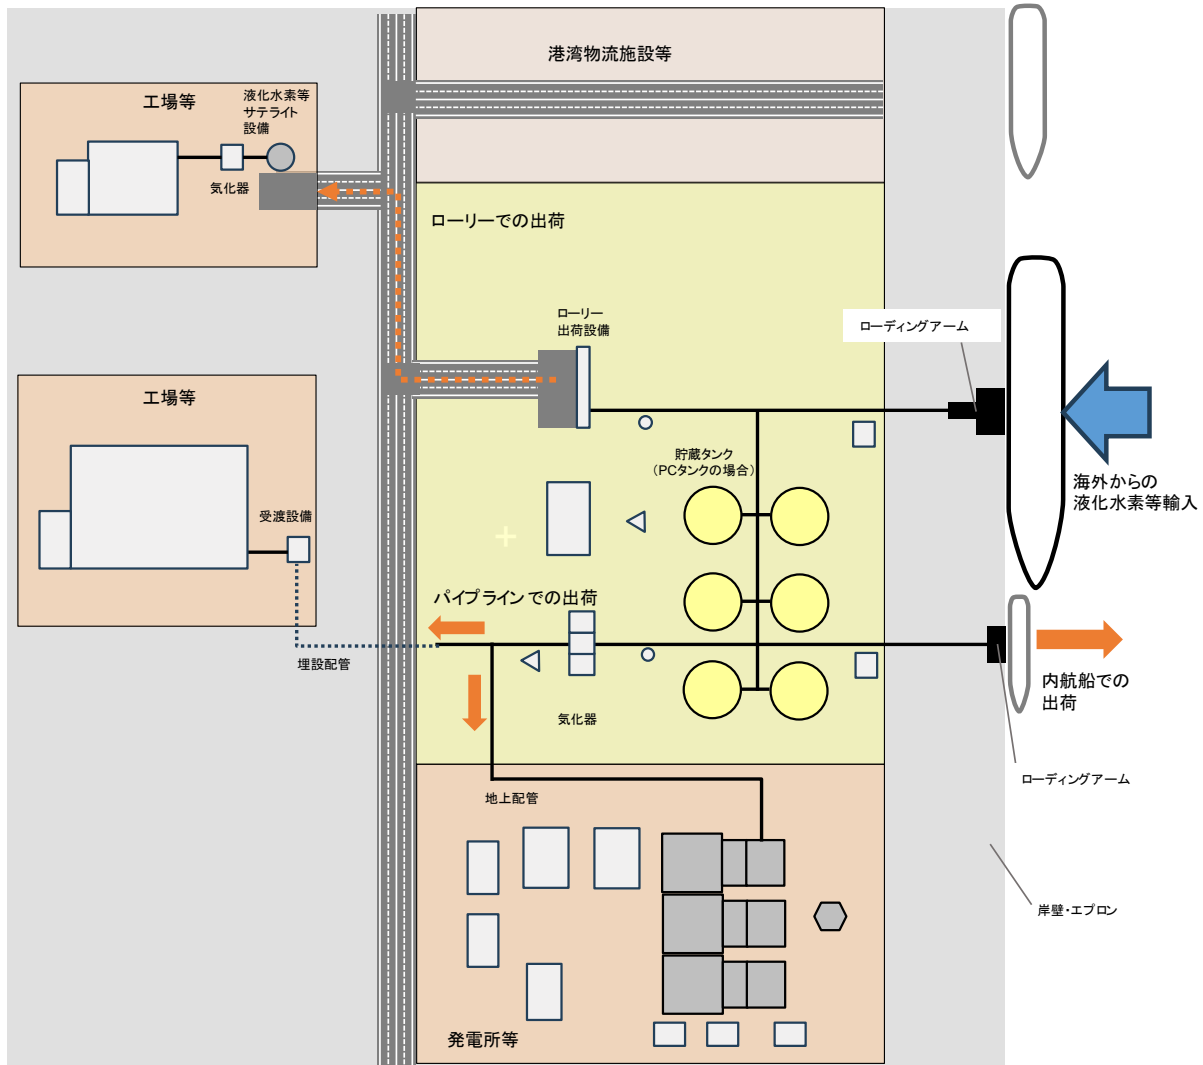 港湾物流施設等
工場等
液化水素等
サテライト
設備
気化器
ローリーでの出荷
ローリー
出荷設備
ローディングアーム
工場等
貯蔵タンク
(PCタンクの場合)
海外からの
液化水素等輸入
受渡設備
パイプラインでの出荷
埋設配管
気化器
内航船での
出荷
ローディングアーム
地上配管
岸壁・エプロン
発電所等